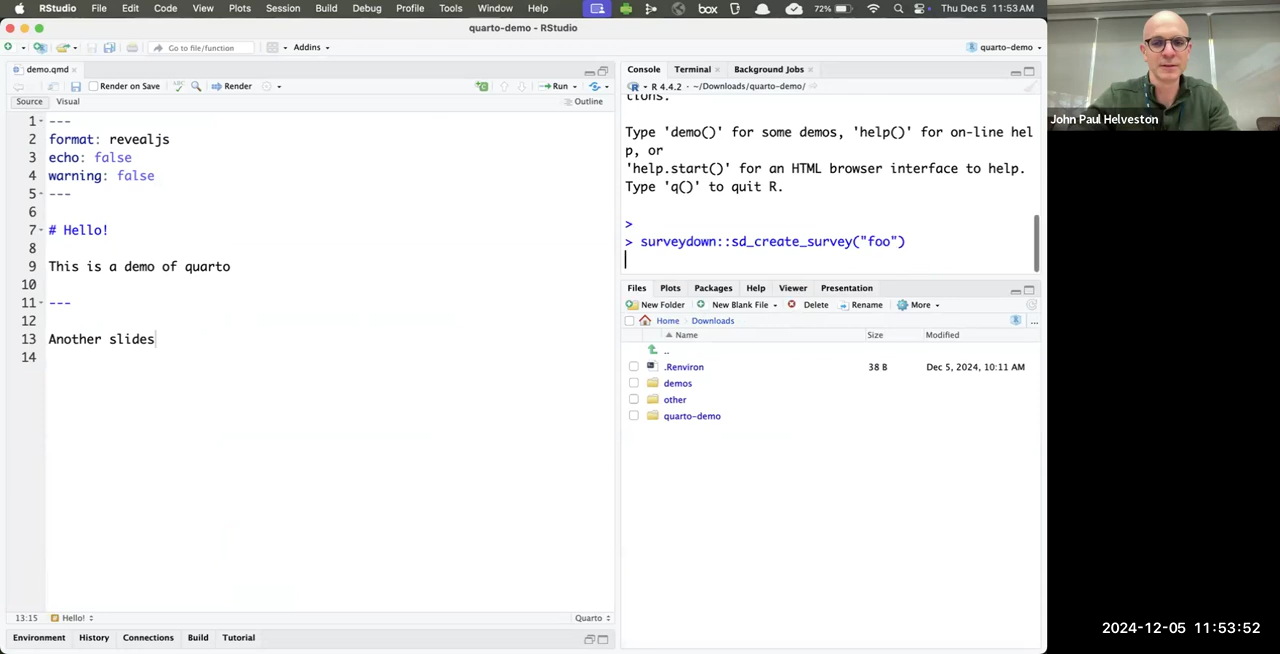 RStudio File Edit Code View Plots Session Build Debug Profile Tools Window Help box 72% Thu Dec 5 11:53 AM
quarto-demo - RStudio
Go to file/function Addins quarto-demo
demo.qmd
Render on Save Render Run
Source Visual Outline
1 ---
2 format: revealjs
3 echo: false
4 warning: false
5 ---
6
7 # Hello!
8
9 This is a demo of quarto
10
11 ---
12
13 Another slides
14
13:15 Hello! Quarto
Environment History Connections Build Tutorial
Console Terminal Background Jobs
R 4.4.2 · ~/Downloads/quarto-demo/
tions.
Type 'demo()' for some demos, 'help()' for on-line hel
p, or
'help.start()' for an HTML browser interface to help.
Type 'q()' to quit R.
>
> surveydown::sd_create_survey("foo")
Files Plots Packages Help Viewer Presentation
New Folder New Blank File Delete Rename More
Home Downloads ...
Name Size Modified
..
.Renviron 38 B Dec 5, 2024, 10:11 AM
demos
other
quarto-demo
John Paul Helveston
2024-12-05 11:53:52